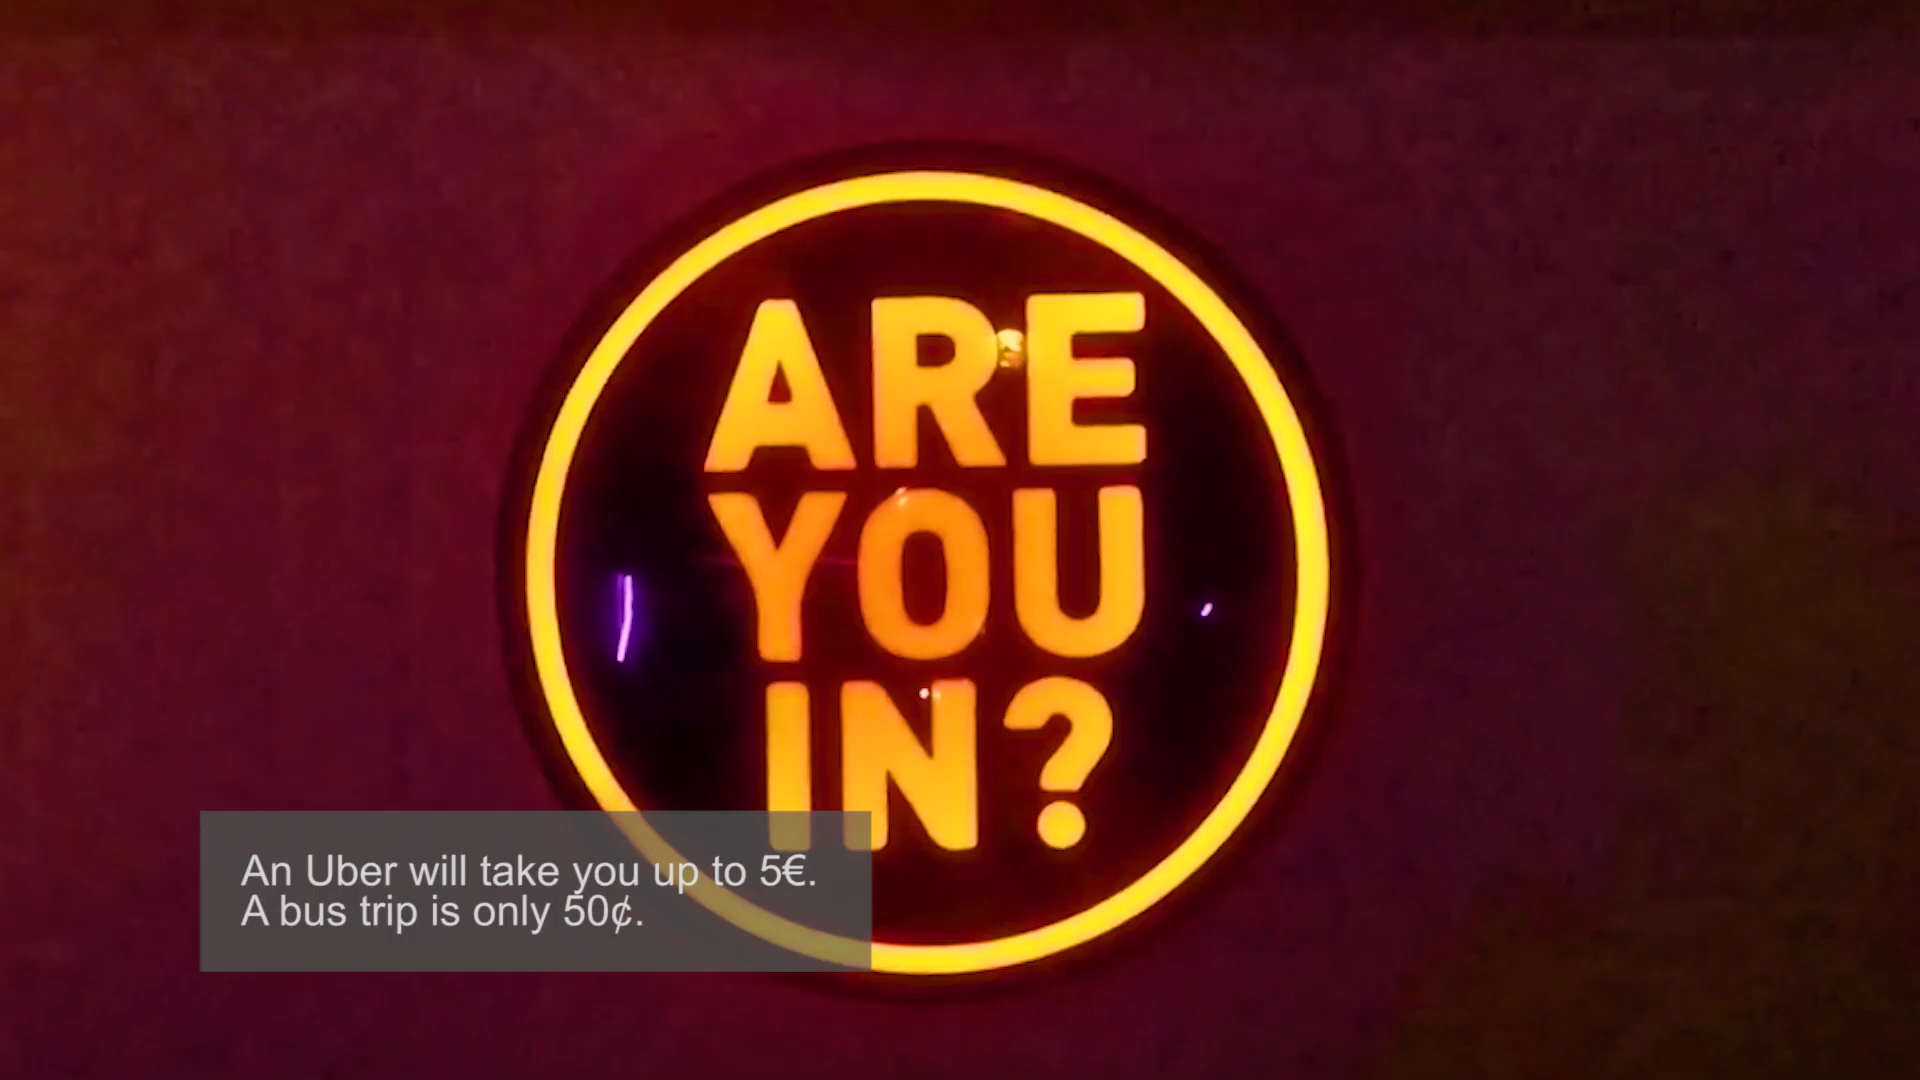 ARE
YOU
IN?
An Uber will take you up to 5€.
A bus trip is only 50¢.